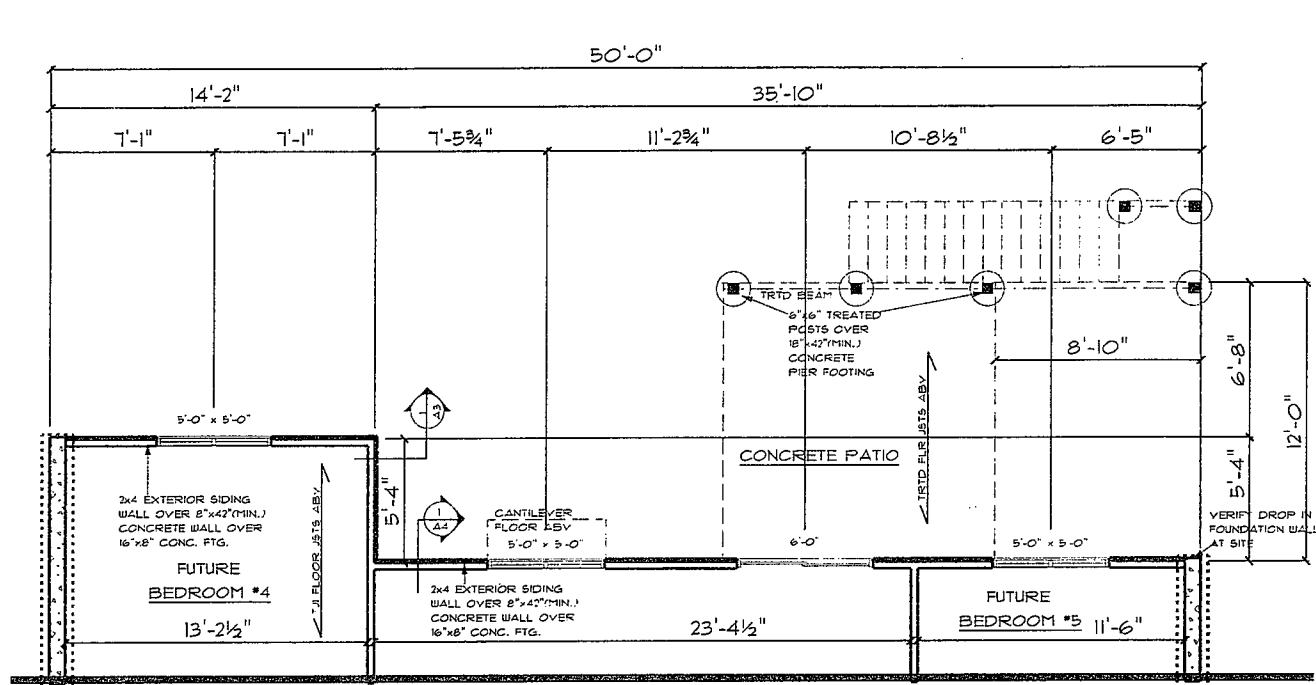 50'-0"
14'-2"
35'-10"
7'-1"
7'-1"
7'-5¾"
11'-2¾"
10'-8½"
6'-5"
TRTD BEAM
6"x6" TREATED
POSTS OVER
18"x42"(MIN.)
CONCRETE
PIER FOOTING
8'-10"
6'-8"
12'-0"
5'-4"
TRTD FLR JSTS ABV
CONCRETE PATIO
5'-0" x 5'-0"
1
A3
5'-4"
1
A4
CANTILEVER
FLOOR ABV
5'-0" x 5'-0"
6'-0"
5'-0" x 5'-0"
VERIFY DROP IN
FOUNDATION WALL
AT SITE
2x4 EXTERIOR SIDING
WALL OVER 8"x42"(MIN.)
CONCRETE WALL OVER
16"x8" CONC. FTG.
TJI FLOOR JSTS ABV
FUTURE
BEDROOM #4
2x4 EXTERIOR SIDING
WALL OVER 8"x42"(MIN.)
CONCRETE WALL OVER
16"x8" CONC. FTG.
FUTURE
BEDROOM #5
13'-2½"
23'-4½"
11'-6"